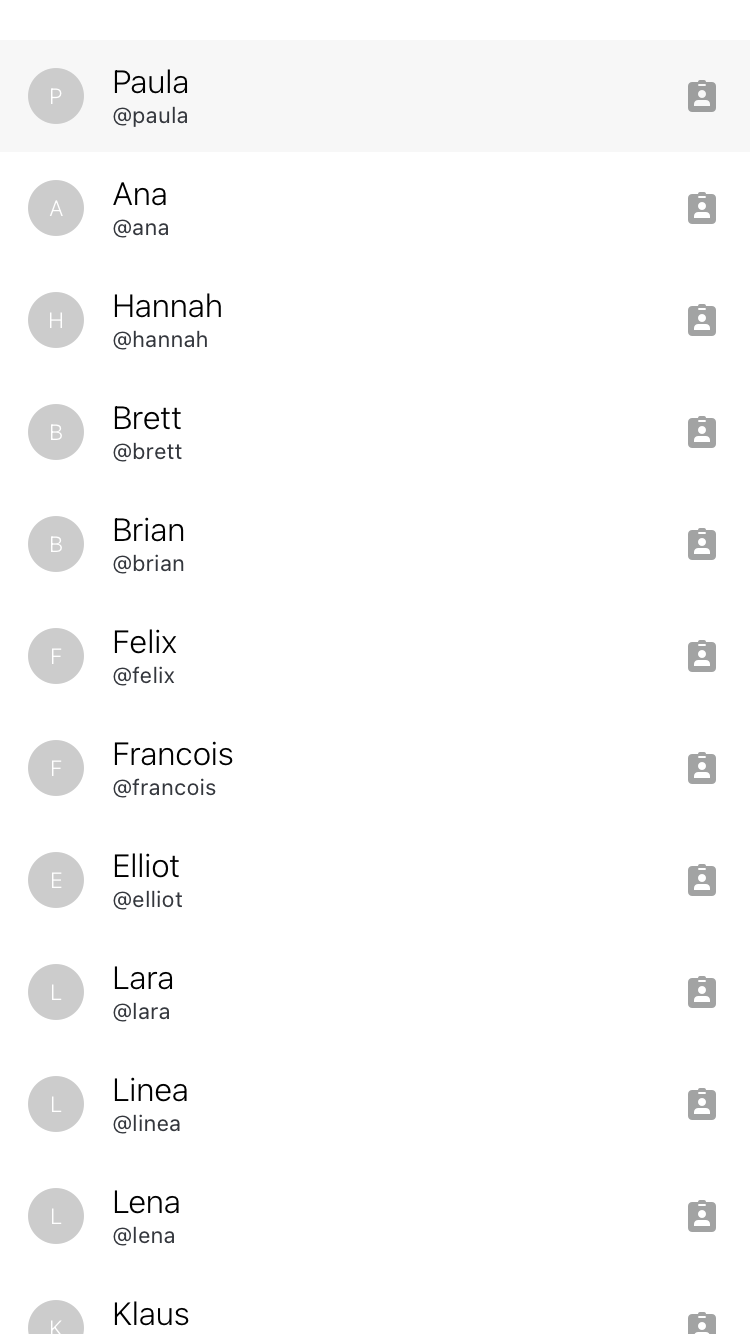 P
Paula
@paula
A
Ana
@ana
H
Hannah
@hannah
B
Brett
@brett
B
Brian
@brian
F
Felix
@felix
F
Francois
@francois
E
Elliot
@elliot
L
Lara
@lara
L
Linea
@linea
L
Lena
@lena
K
Klaus